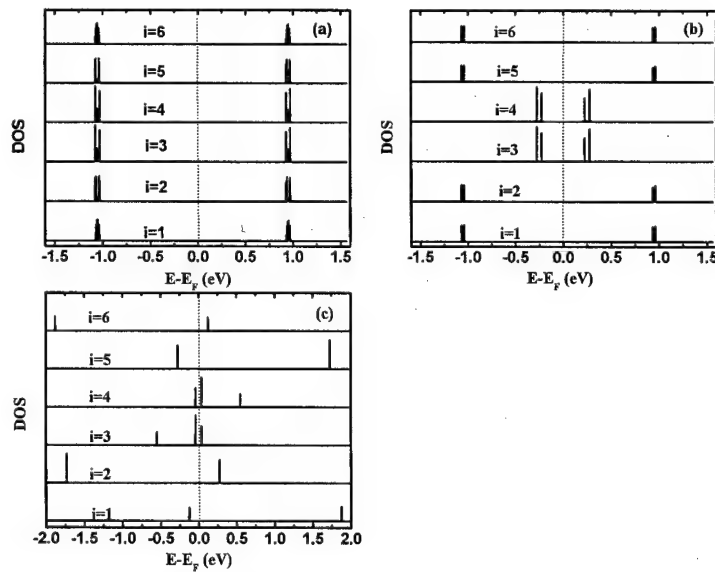 (a)
i=6
i=5
i=4
i=3
i=2
i=1
DOS
-1.5 -1.0 -0.5 0.0 0.5 1.0 1.5
E-E_F (eV)
(b)
i=6
i=5
i=4
i=3
i=2
i=1
DOS
-1.5 -1.0 -0.5 0.0 0.5 1.0 1.5
E-E_F (eV)
(c)
i=6
i=5
i=4
i=3
i=2
i=1
DOS
-2.0 -1.5 -1.0 -0.5 0.0 0.5 1.0 1.5 2.0
E-E_F (eV)